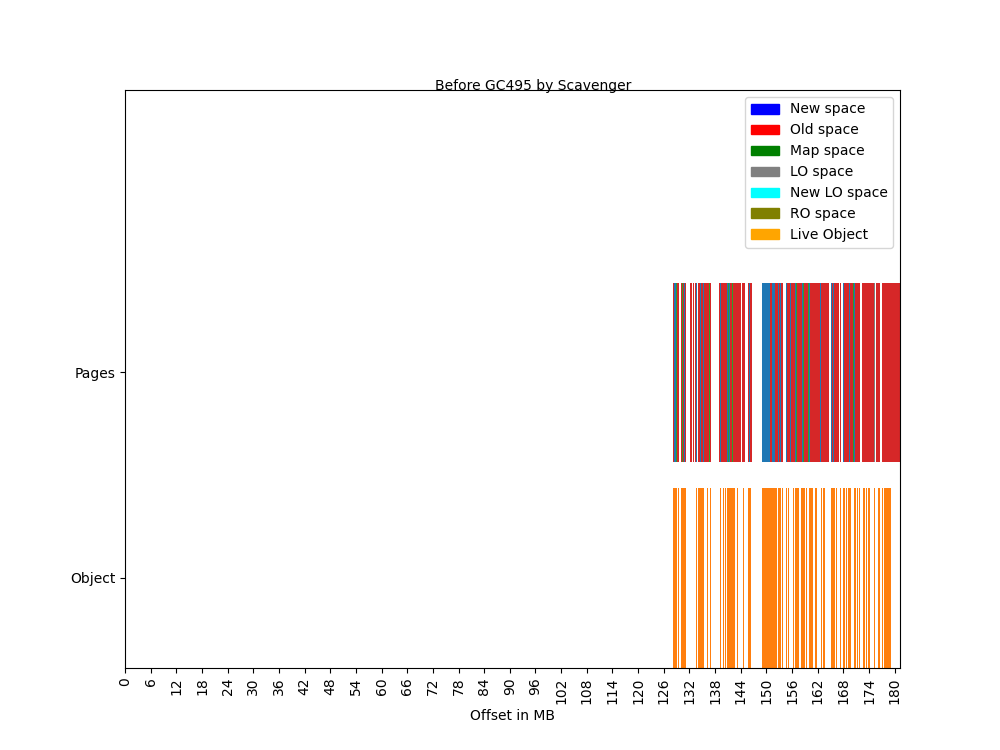 Before GC495 by Scavenger
New space
Old space
Map space
LO space
New LO space
RO space
Live Object
Pages
Object
0 6 12 18 24 30 36 42 48 54 60 66 72 78 84 90 96 102 108 114 120 126 132 138 144 150 156 162 168 174 180
Offset in MB